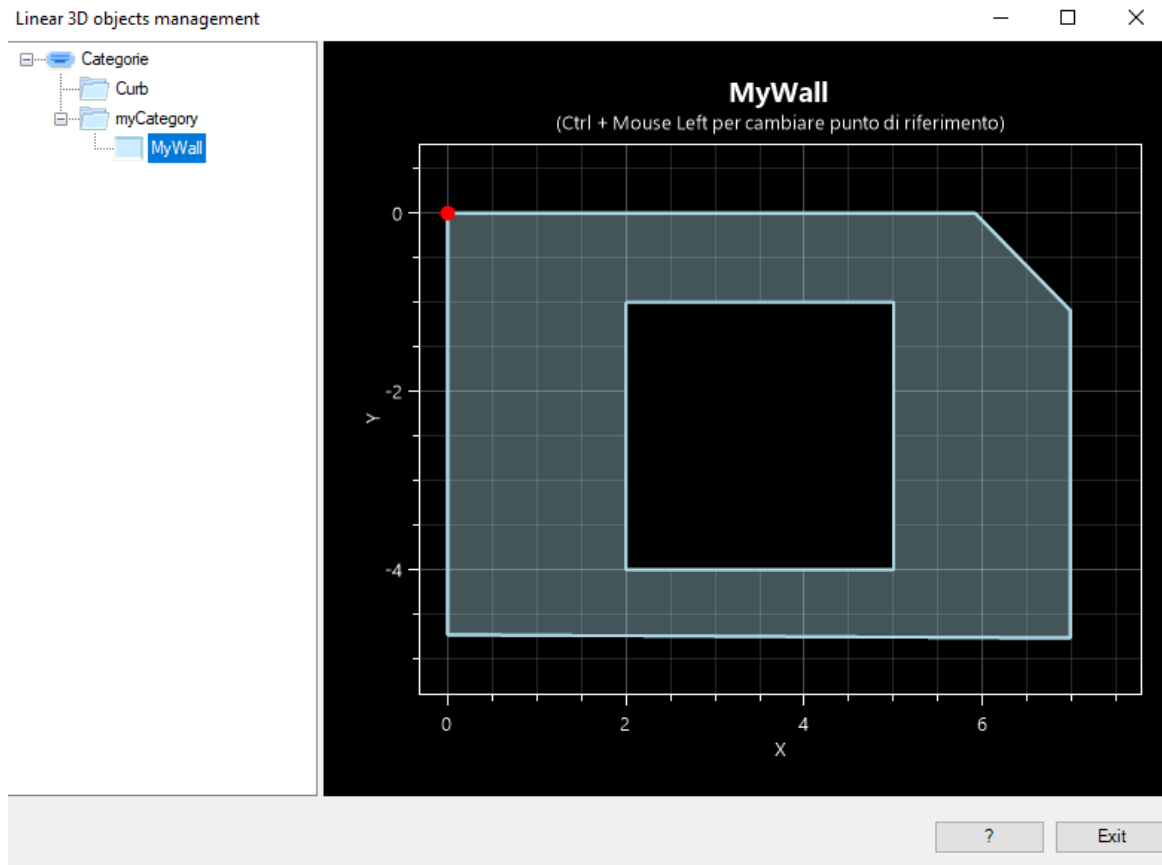 Linear 3D objects management
Categorie
Curb
myCategory
MyWall
MyWall
(Ctrl + Mouse Left per cambiare punto di riferimento)
0
-2
-4
Y
0
2
4
6
X
?
Exit